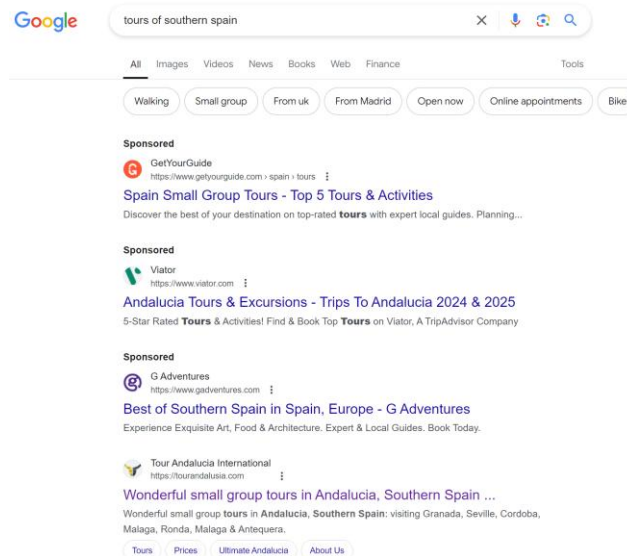 Google
tours of southern spain
All Images Videos News Books Web Finance Tools
Walking Small group From uk From Madrid Open now Online appointments Bike
Sponsored
GetYourGuide
https://www.getyourguide.com › spain › tours
Spain Small Group Tours - Top 5 Tours & Activities
Discover the best of your destination on top-rated tours with expert local guides. Planning...
Sponsored
Viator
https://www.viator.com
Andalucia Tours & Excursions - Trips To Andalucia 2024 & 2025
5-Star Rated Tours & Activities! Find & Book Top Tours on Viator, A TripAdvisor Company
Sponsored
G Adventures
https://www.gadventures.com
Best of Southern Spain in Spain, Europe - G Adventures
Experience Exquisite Art, Food & Architecture. Expert & Local Guides. Book Today.
Tour Andalucia International
https://tourandalusia.com
Wonderful small group tours in Andalucia, Southern Spain ...
Wonderful small group tours in Andalucia, Southern Spain: visiting Granada, Seville, Cordoba,
Malaga, Ronda, Malaga & Antequera.
Tours Prices Ultimate Andalucia About Us